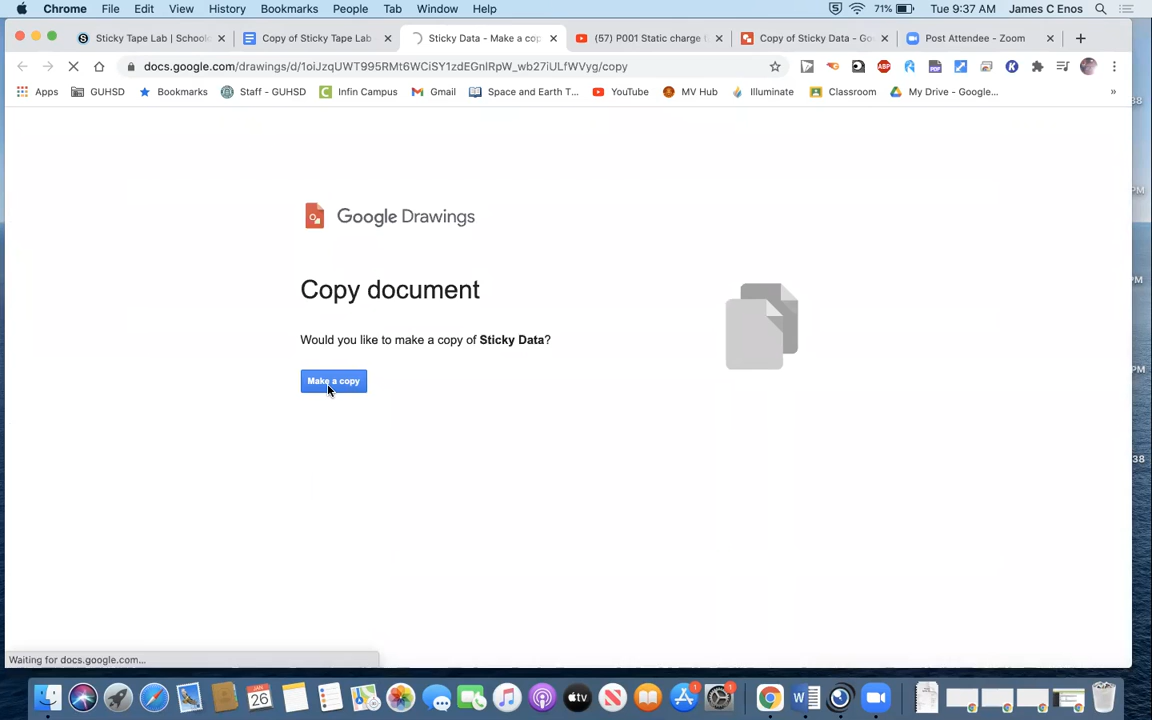 Chrome File Edit View History Bookmarks People Tab Window Help 71% Tue 9:37 AM James C Enos
Sticky Tape Lab | Schoolo Copy of Sticky Tape Lab Sticky Data - Make a cop (57) P001 Static charge ( Copy of Sticky Data - Goo Post Attendee - Zoom
docs.google.com/drawings/d/1oiJzqUWT995RMt6WCiSY1zdEGnIRpW_wb27iULfWVyg/copy
Apps GUHSD Bookmarks Staff - GUHSD Infin Campus Gmail Space and Earth T... YouTube MV Hub Illuminate Classroom My Drive - Google... »
Google Drawings
Copy document
Would you like to make a copy of Sticky Data?
Make a copy
Waiting for docs.google.com...